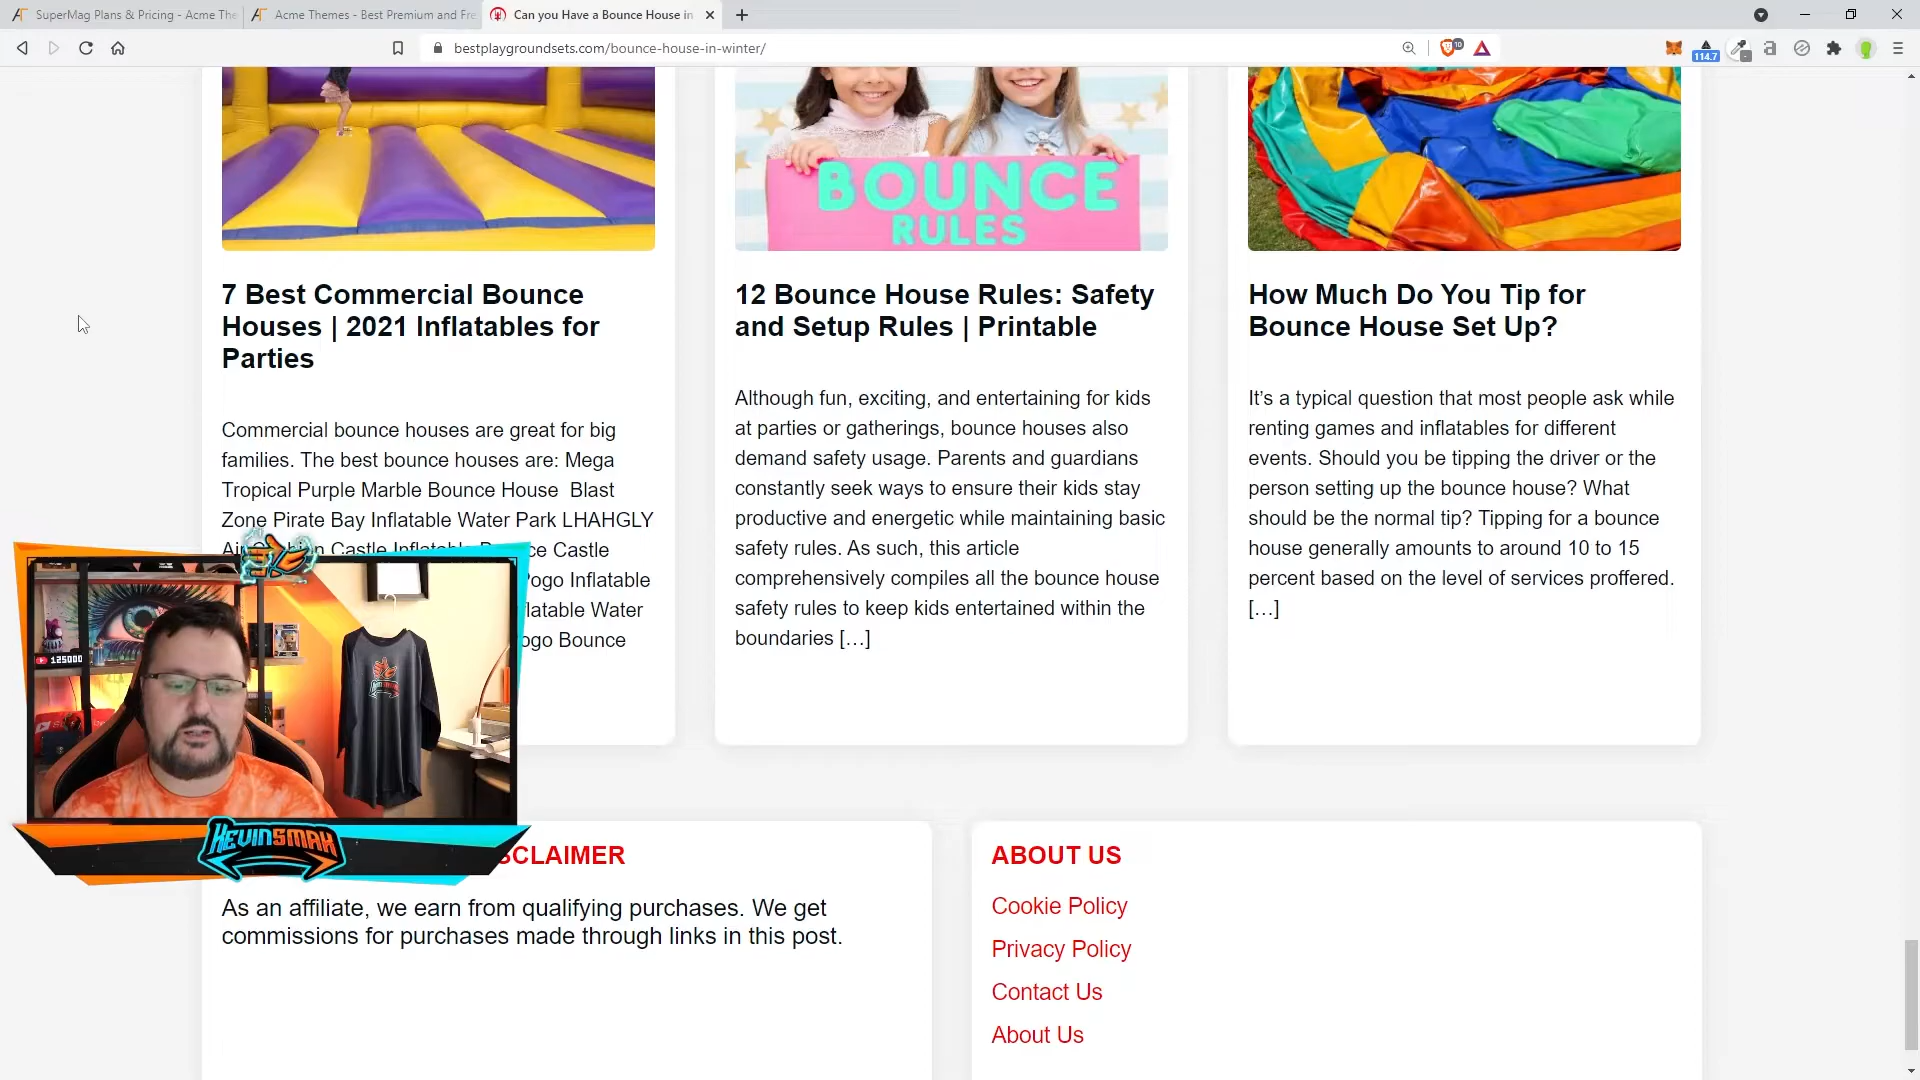 SuperMag Plans & Pricing - Acme The
Acme Themes - Best Premium and Fre
Can you Have a Bounce House in
bestplaygroundsets.com/bounce-house-in-winter/
10
114.7
BOUNCE
RULES
7 Best Commercial Bounce
Houses | 2021 Inflatables for
Parties
Commercial bounce houses are great for big
families. The best bounce houses are: Mega
Tropical Purple Marble Bounce House Blast
Zone Pirate Bay Inflatable Water Park LHAHGLY
Castle Inflatable Castle
Inflatable
Water
Bounce
12 Bounce House Rules: Safety
and Setup Rules | Printable
Although fun, exciting, and entertaining for kids
at parties or gatherings, bounce houses also
demand safety usage. Parents and guardians
constantly seek ways to ensure their kids stay
productive and energetic while maintaining basic
safety rules. As such, this article
comprehensively compiles all the bounce house
safety rules to keep kids entertained within the
boundaries […]
How Much Do You Tip for
Bounce House Set Up?
It’s a typical question that most people ask while
renting games and inflatables for different
events. Should you be tipping the driver or the
person setting up the bounce house? What
should be the normal tip? Tipping for a bounce
house generally amounts to around 10 to 15
percent based on the level of services proffered.
[…]
125000
KEVINSMAK
SCLAIMER
As an affiliate, we earn from qualifying purchases. We get
commissions for purchases made through links in this post.
ABOUT US
Cookie Policy
Privacy Policy
Contact Us
About Us